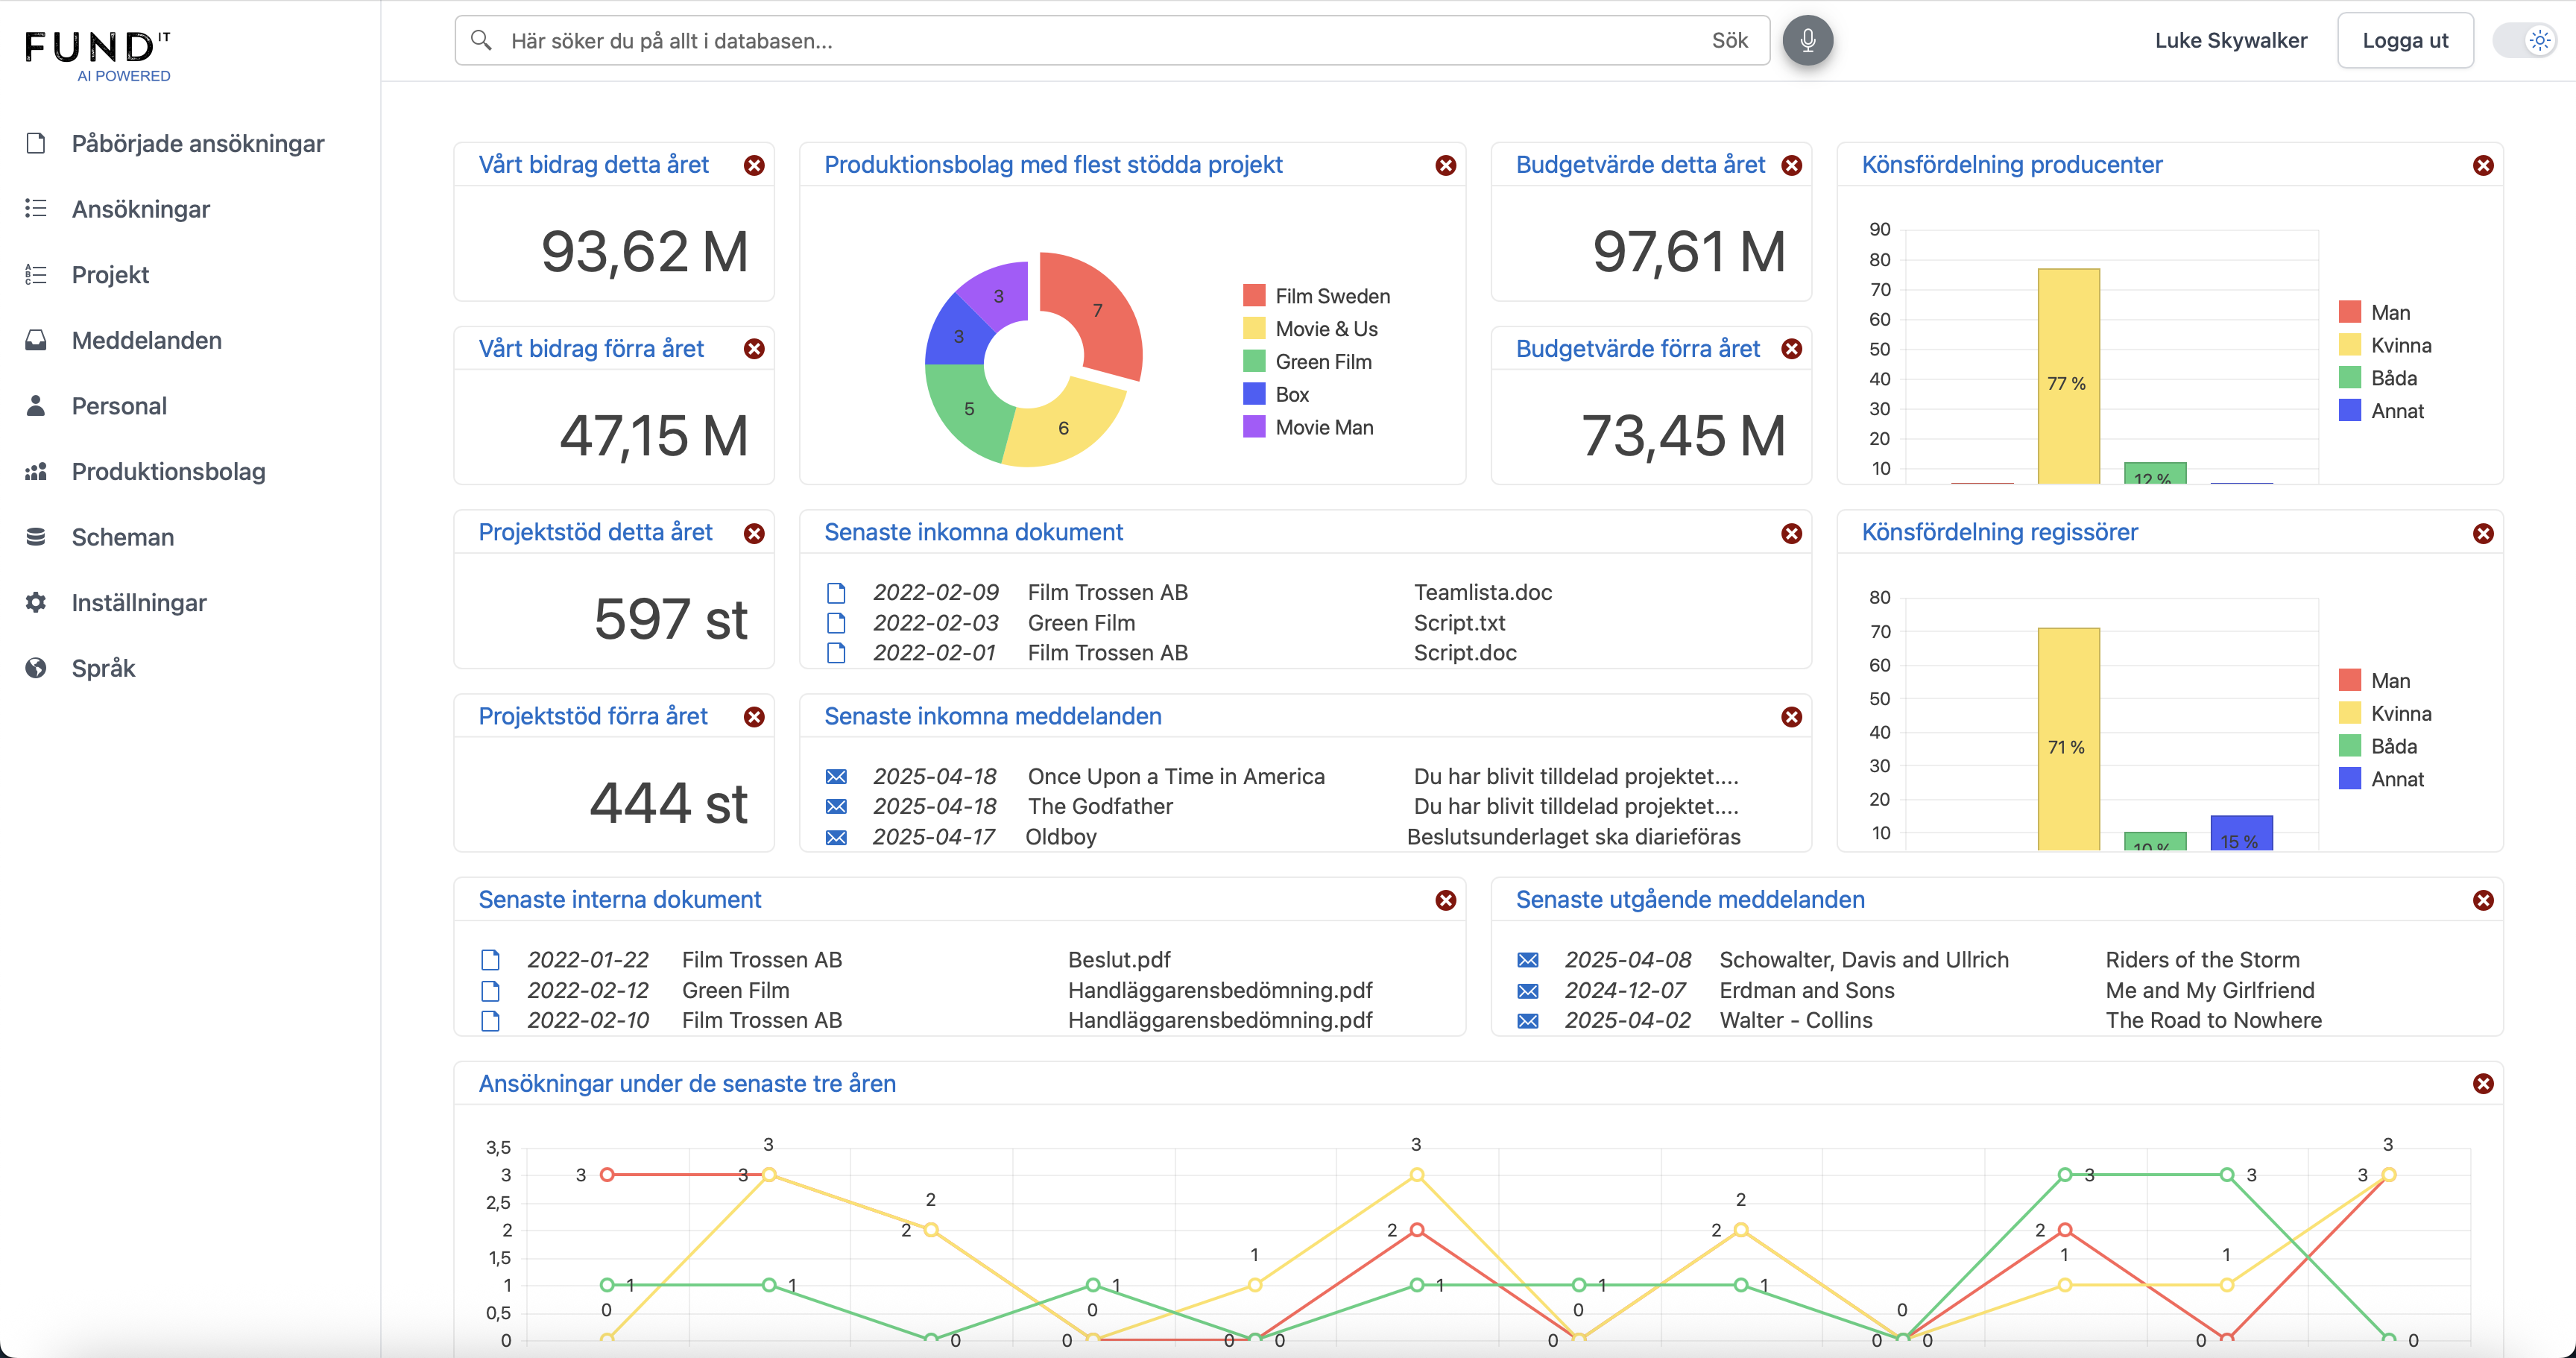 FUND IT
AI POWERED
Här söker du på allt i databasen...
Sök
Luke Skywalker
Logga ut
Påbörjade ansökningar
Ansökningar
Projekt
Meddelanden
Personal
Produktionsbolag
Scheman
Inställningar
Språk
Vårt bidrag detta året
93,62 M
Vårt bidrag förra året
47,15 M
Produktionsbolag med flest stödda projekt
7
6
5
3
3
Film Sweden
Movie & Us
Green Film
Box
Movie Man
Budgetvärde detta året
97,61 M
Budgetvärde förra året
73,45 M
Könsfördelning producenter
90
80
70
60
50
40
30
20
10
77 %
12 %
Man
Kvinna
Båda
Annat
Projektstöd detta året
597 st
Projektstöd förra året
444 st
Senaste inkomna dokument
2022-02-09 Film Trossen AB Teamlista.doc
2022-02-03 Green Film Script.txt
2022-02-01 Film Trossen AB Script.doc
Senaste inkomna meddelanden
2025-04-18 Once Upon a Time in America Du har blivit tilldelad projektet....
2025-04-18 The Godfather Du har blivit tilldelad projektet....
2025-04-17 Oldboy Beslutsunderlaget ska diarieföras
Könsfördelning regissörer
80
70
60
50
40
30
20
10
71 %
10 %
15 %
Man
Kvinna
Båda
Annat
Senaste interna dokument
2022-01-22 Film Trossen AB Beslut.pdf
2022-02-12 Green Film Handläggarensbedömning.pdf
2022-02-10 Film Trossen AB Handläggarensbedömning.pdf
Senaste utgående meddelanden
2025-04-08 Schowalter, Davis and Ullrich Riders of the Storm
2024-12-07 Erdman and Sons Me and My Girlfriend
2025-04-02 Walter - Collins The Road to Nowhere
Ansökningar under de senaste tre åren
3 3 3
3,5
3 3 3 3 3 3
2 2
2,5
2 2 2 2 2
1 1 1
1,5
1 1 1 1 1 1 1
0 0 0 0
0,5
0 0 0 0 0 0 0 0 0 0